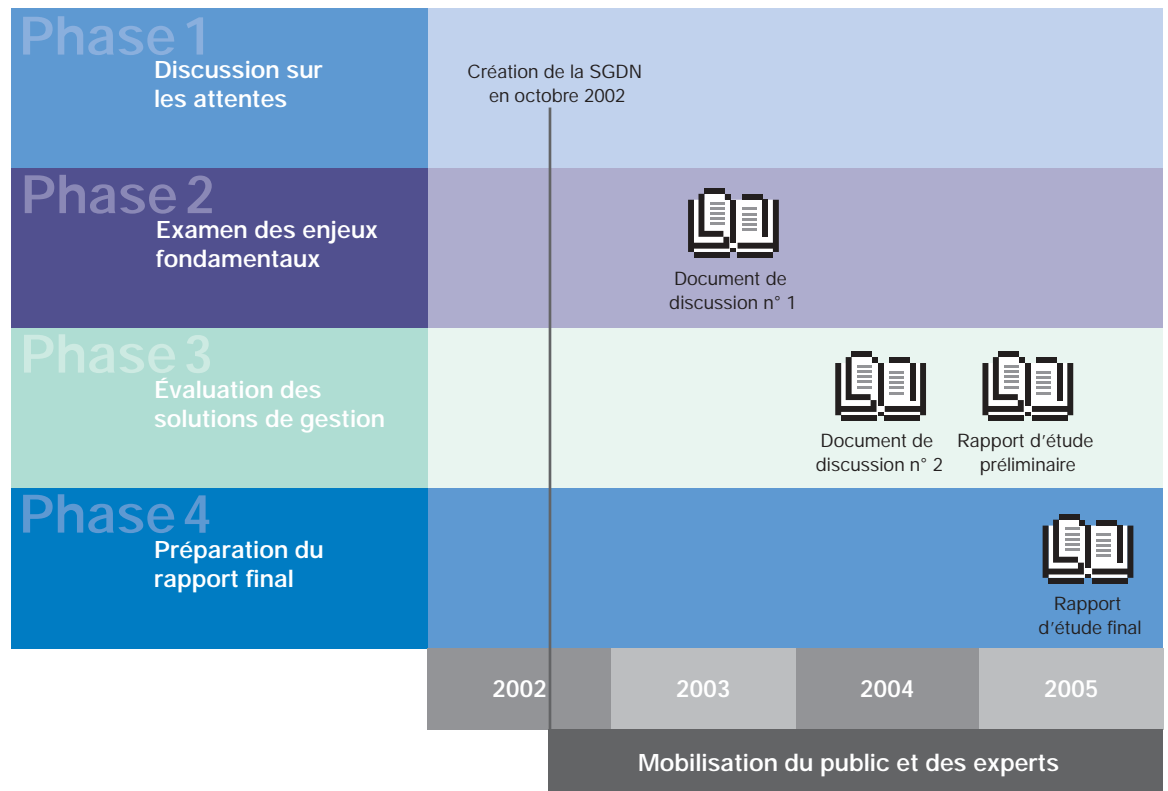 Phase 1
Discussion sur
les attentes
Création de la SGDN
en octobre 2002
Phase 2
Examen des enjeux
fondamentaux
Document de
discussion n° 1
Phase 3
Évaluation des
solutions de gestion
Document de
discussion n° 2
Rapport d'étude
préliminaire
Phase 4
Préparation du
rapport final
Rapport
d'étude final
2002
2003
2004
2005
Mobilisation du public et des experts